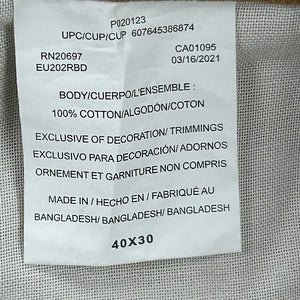 P020123
UPC/CUP/CUP 607645386874
RN20697 CA01095
EU202RBD 03/16/2021
BODY/CUERPO/L'ENSEMBLE :
100% COTTON/ALGODÓN/COTON
EXCLUSIVE OF DECORATION/ TRIMMINGS
EXCLUSIVO PARA DECORACIÓN/ ADORNOS
ORNEMENT ET GARNITURE NON COMPRIS
MADE IN / HECHO EN / FABRIQUÉ AU
BANGLADESH/ BANGLADESH/ BANGLADESH
40X30